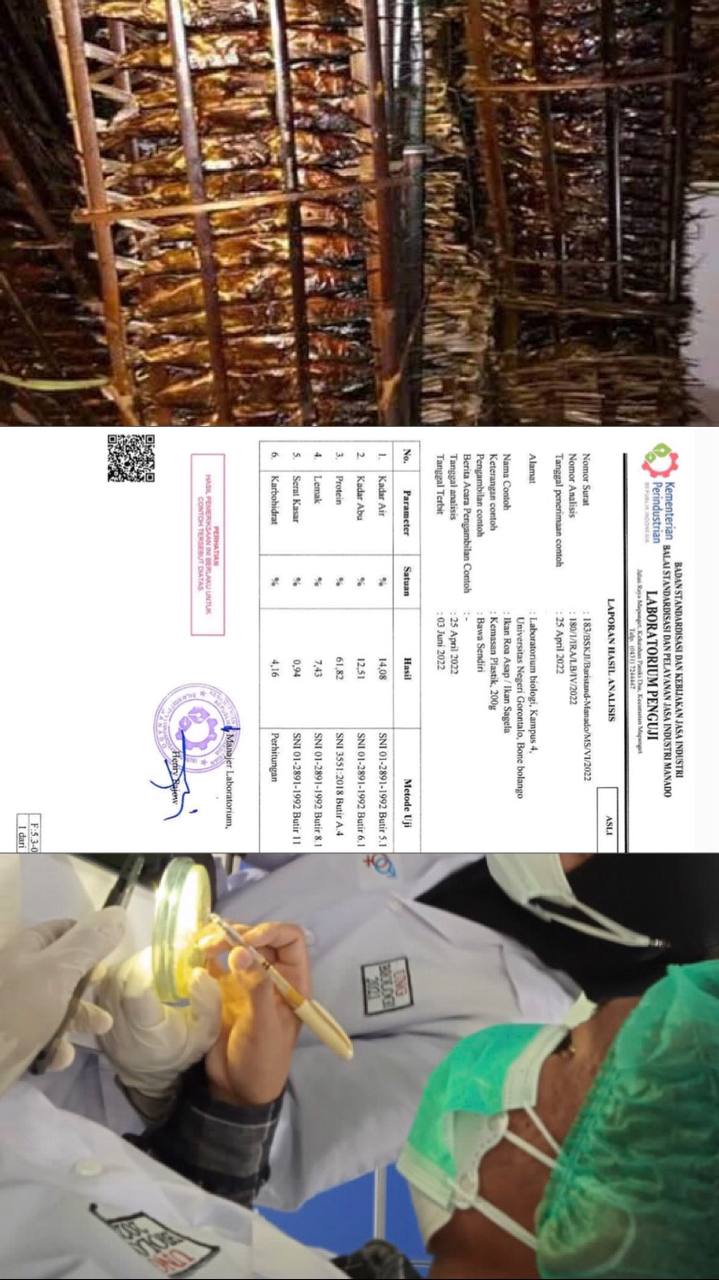 Kementerian
Perindustrian
REPUBLIK INDONESIA
BADAN STANDARDISASI DAN KEBIJAKAN JASA INDUSTRI
BALAI STANDARDISASI DAN PELAYANAN JASA INDUSTRI MANADO
LABORATORIUM PENGUJI
Jalan Raya Mapanget, Kelurahan Paniki Dua, Kecamatan Mapanget
Telp. (0431) 7244447
LAPORAN HASIL ANALISIS
ASLI
Nomor Surat : 183/BSKJI/Baristand-Manado/MS/VI/2022
Nomor Analisis : 180/1/IRA/LB/IV/2022
Tanggal penerimaan contoh : 25 April 2022
Alamat : Laboratorium biologi, Kampus 4,
Universitas Negeri Gorontalo, Bone bolango
Nama Contoh : Ikan Roa Asap / Ikan Sagela
Keterangan contoh : Kemasan Plastik, 200g
Pengambilan contoh : Bawa Sendiri
Berita Acara Pengambilan Contoh : -
Tanggal analisis : 25 April 2022
Tanggal Terbit : 03 Juni 2022
No. Parameter Satuan Hasil Metode Uji
1. Kadar Air % 14,08 SNI 01-2891-1992 Butir 5.1
2. Kadar Abu % 12,51 SNI 01-2891-1992 Butir 6.1
3. Protein % 61,82 SNI 3551:2018 Butir A.4
4. Lemak % 7,43 SNI 01-2891-1992 Butir 8.1
5. Serat Kasar % 0,94 SNI 01-2891-1992 Butir 11
6. Karbohidrat % 4,16 Perhitungan
PERHATIAN
HASIL PEMERIKSAAN INI BERLAKU UNTUK
CONTOH TERSEBUT DIATAS
Manajer Laboratorium,
Henry Rajow
F:5.3-0
1 dari
UNG
BIOLOGI
2021
UNG
BIOLOGI